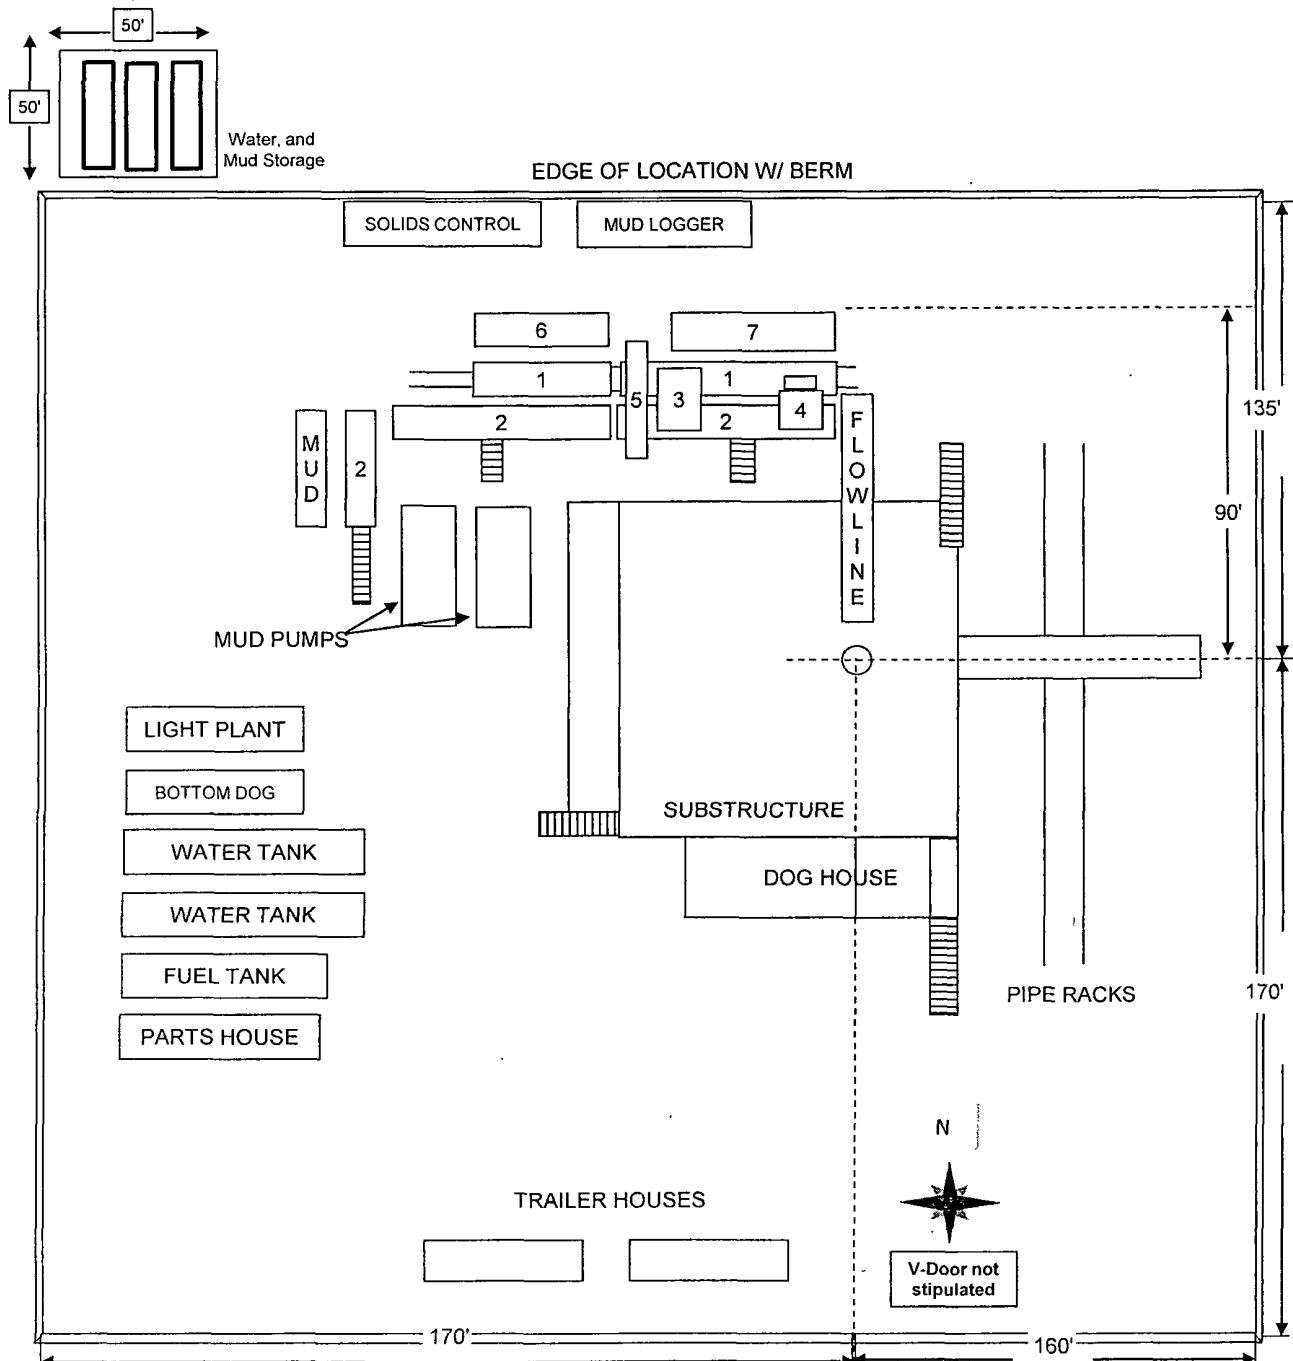 50'
50'
Water, and
Mud Storage
EDGE OF LOCATION W/ BERM
SOLIDS CONTROL
MUD LOGGER
6
7
1
1
5
3
4
2
2
135'
MUD
2
FLOWLINE
90'
MUD PUMPS
LIGHT PLANT
BOTTOM DOG
SUBSTRUCTURE
WATER TANK
DOG HOUSE
WATER TANK
FUEL TANK
PIPE RACKS
170'
PARTS HOUSE
N
TRAILER HOUSES
V-Door not
stipulated
170'
160'